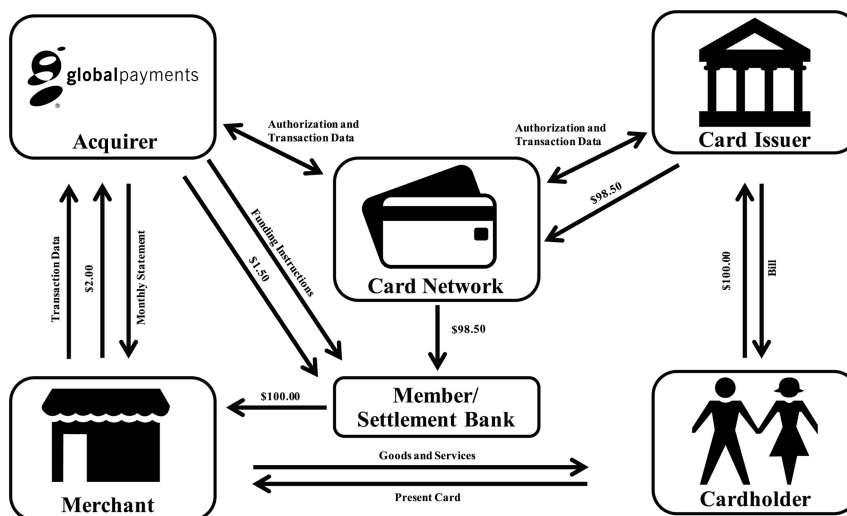 globalpayments
®
Acquirer
Card Issuer
Authorization and
Transaction Data
Authorization and
Transaction Data
$98.50
Card Network
Transaction Data
$2.00
Monthly Statement
Funding Instructions
$1.50
$98.50
$100.00
Bill
$100.00
Member/
Settlement Bank
Goods and Services
Present Card
Merchant
Cardholder